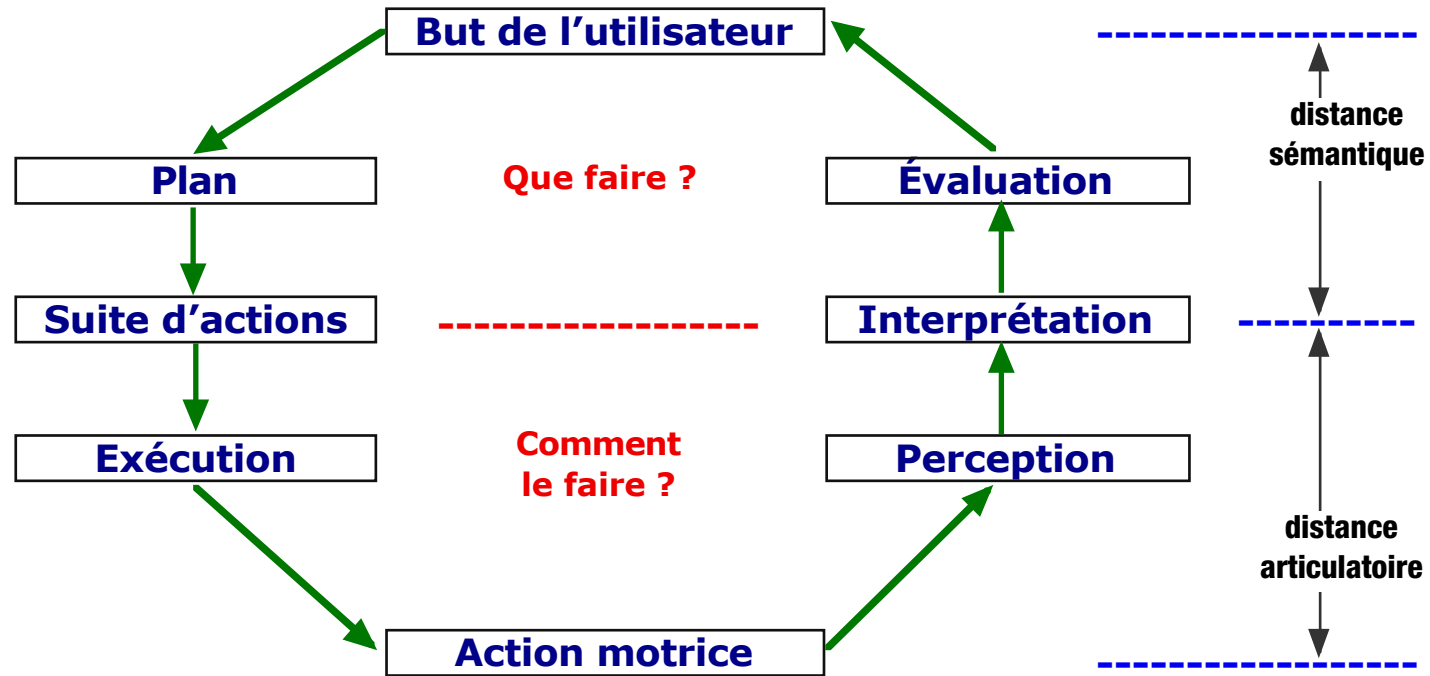 But de l’utilisateur
distance
sémantique
Plan
Que faire ?
Évaluation
Suite d’actions
Interprétation
Exécution
Comment
le faire ?
Perception
distance
articulatoire
Action motrice